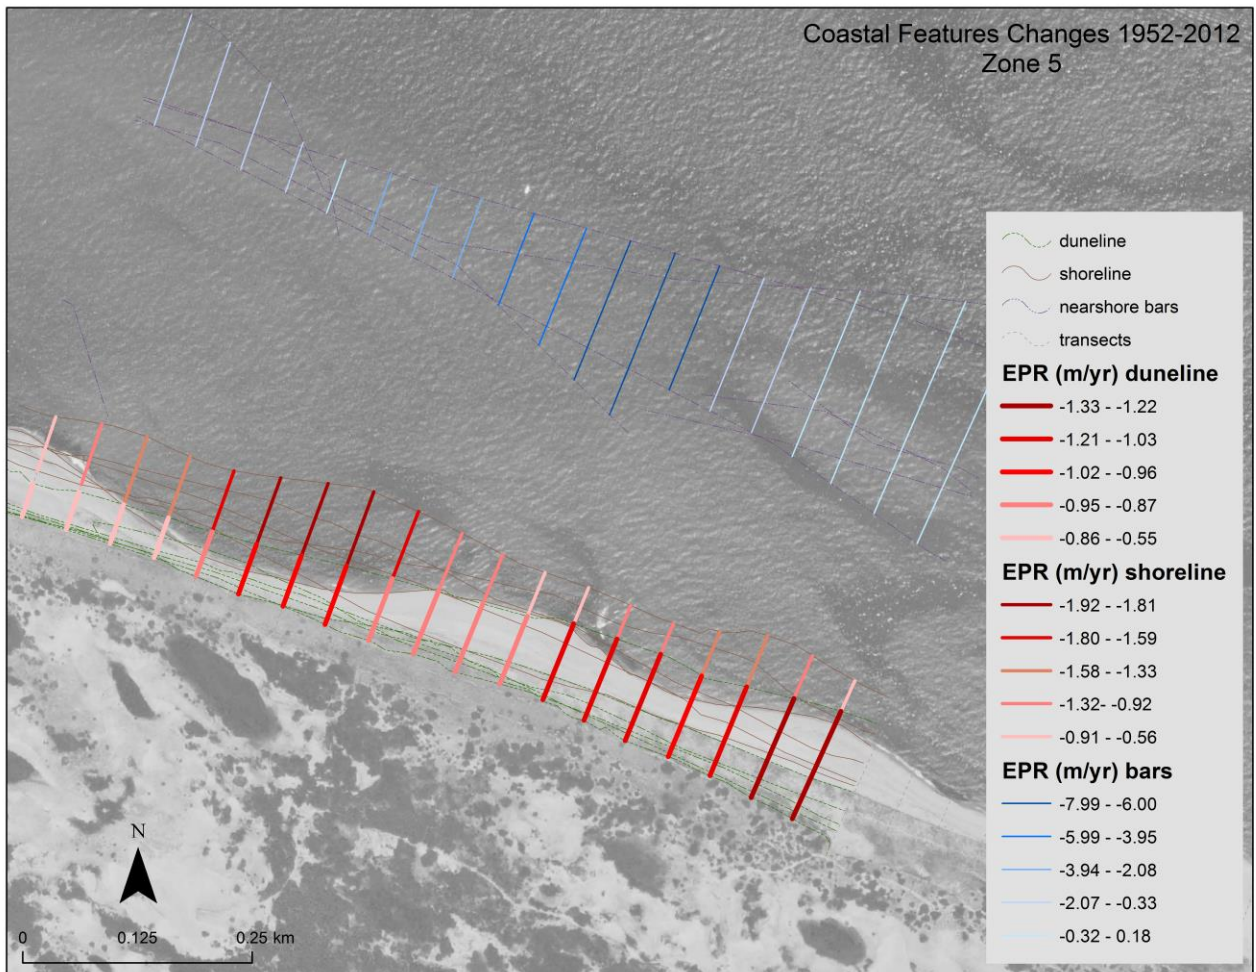 Coastal Features Changes 1952-2012
Zone 5
duneline
shoreline
nearshore bars
transects
EPR (m/yr) duneline
-1.33 - -1.22
-1.21 - -1.03
-1.02 - -0.96
-0.95 - -0.87
-0.86 - -0.55
EPR (m/yr) shoreline
-1.92 - -1.81
-1.80 - -1.59
-1.58 - -1.33
-1.32- -0.92
-0.91 - -0.56
EPR (m/yr) bars
-7.99 - -6.00
-5.99 - -3.95
-3.94 - -2.08
-2.07 - -0.33
-0.32 - 0.18
N
0 0.125 0.25 km